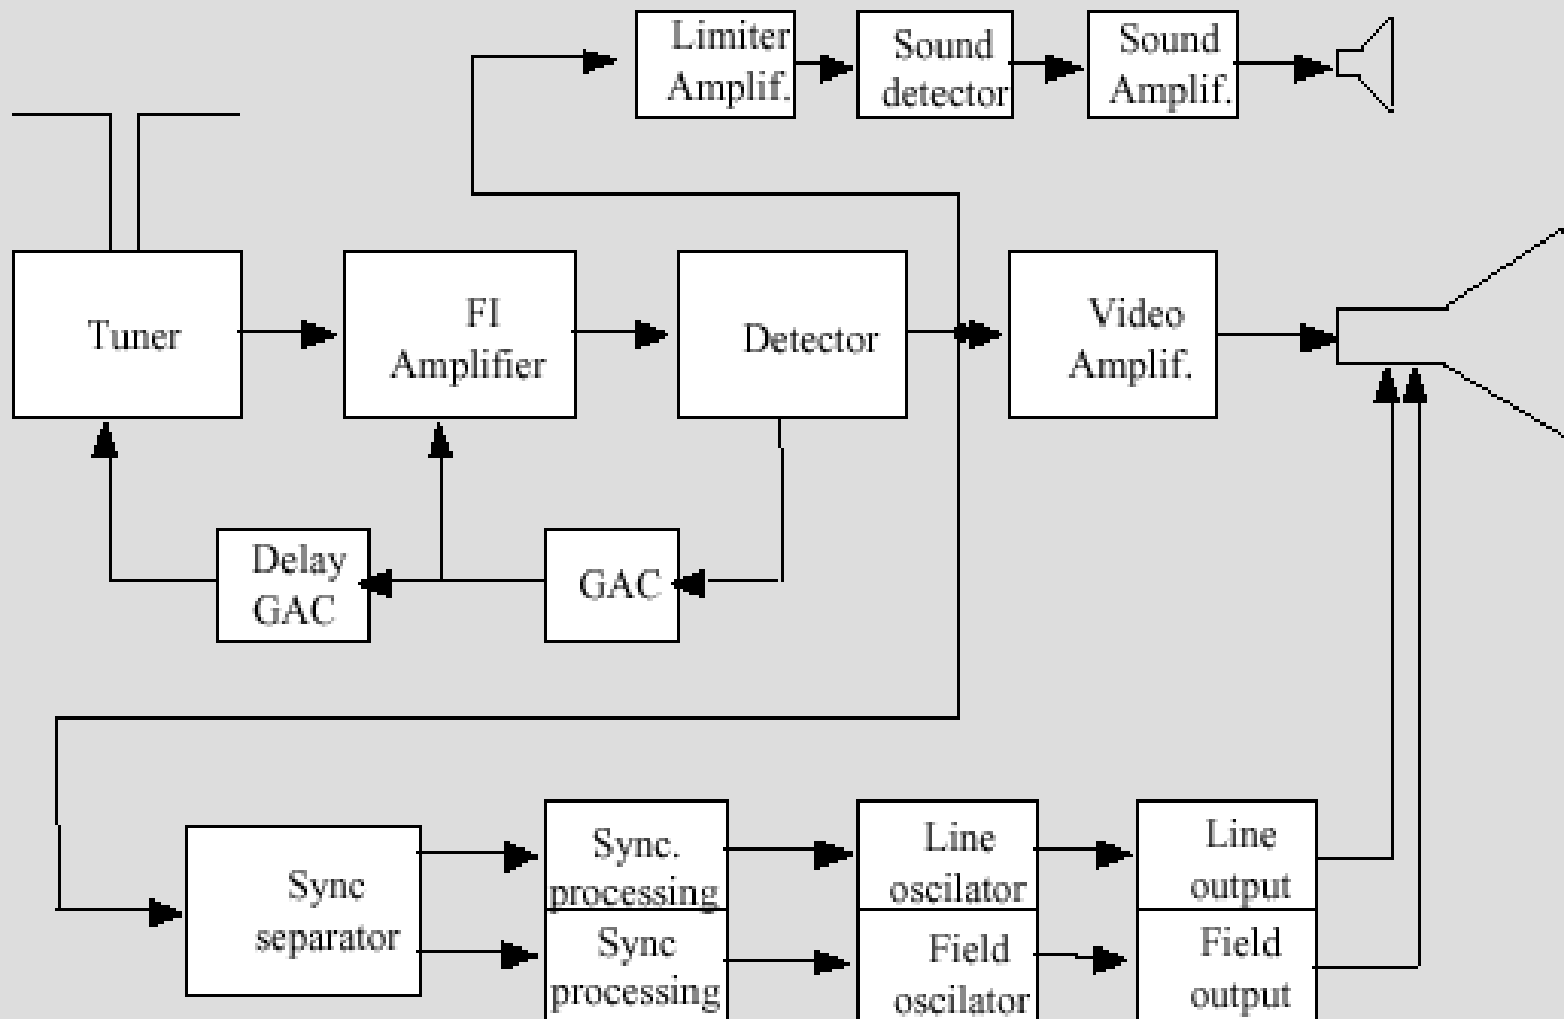 Limiter
Amplif.
Sound
detector
Sound
Amplif.
Tuner
FI
Amplifier
Detector
Video
Amplif.
Delay
GAC
GAC
Sync
separator
Sync.
processing
Line
oscilator
Line
output
Sync
processing
Field
oscilator
Field
output